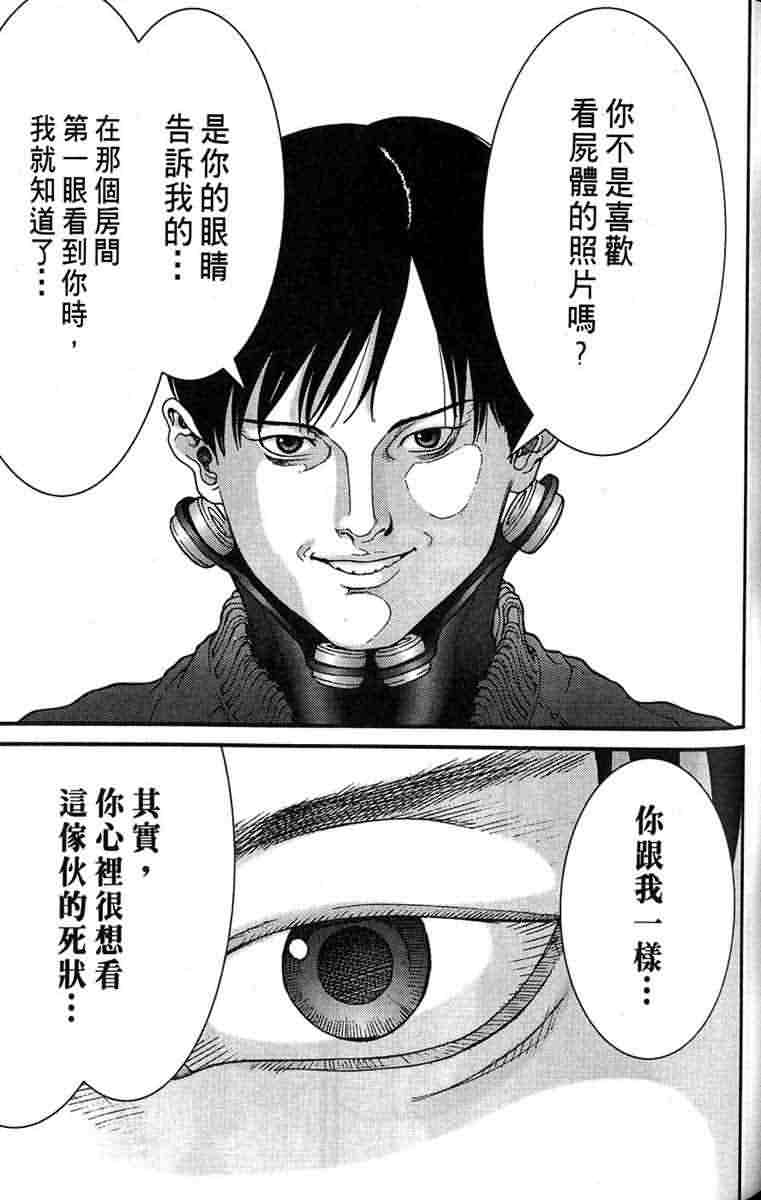 你不是喜歡
看屍體的照片嗎？
是你的眼睛
告訴我的…
在那個房間
第一眼看到你時，
我就知道了…
你跟我一樣…
其實，
你心裡很想看
這傢伙的死狀…